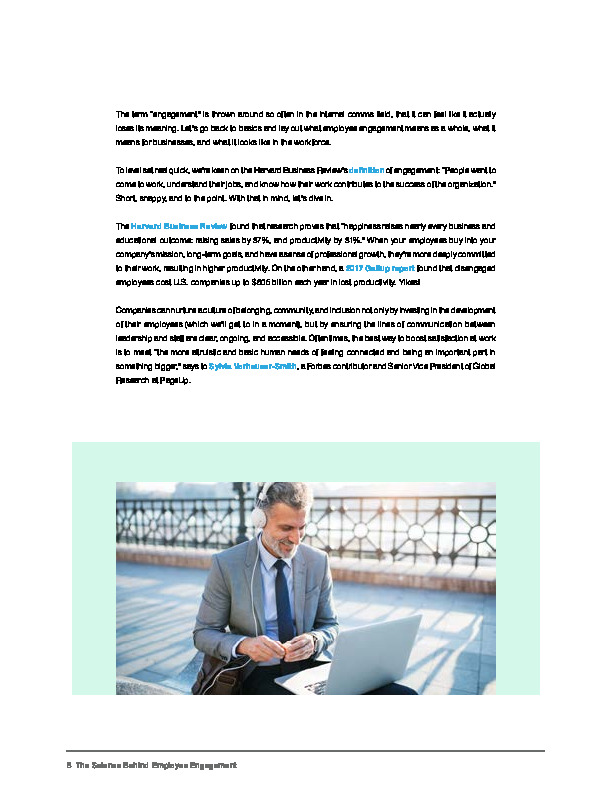 The term "engagement" is thrown around so often in the internal comms field, that it can feel like it actually
loses its meaning. Let's go back to basics and lay out what employee engagement means as a whole, what it
means for businesses, and what it looks like in the workforce.
To level set real quick, we're keen on the Harvard Business Review's definition of engagement: "People want to
come to work, understand their jobs, and know how their work contributes to the success of the organization."
Short, snappy, and to the point. With that in mind, let's dive in.
The Harvard Business Review found that research proves that "happiness raises nearly every business and
educational outcome: raising sales by 37%, and productivity by 31%." When your employees buy into your
company's mission, long-term goals, and have a sense of professional growth, they're more deeply committed
to their work, resulting in higher productivity. On the other hand, a 2017 Gallup report found that disengaged
employees cost U.S. companies up to $605 billion each year in lost productivity. Yikes!
Companies can nurture a culture of belonging, community, and inclusion not only by investing in the development
of their employees (which we'll get to in a moment), but by ensuring the lines of communication between
leadership and staff are clear, ongoing, and accessible. Often times, the best way to boost satisfaction at work
is to meet "the more altruistic and basic human needs of feeling connected and being an important part in
something bigger," says to Sylvia Vorhauser-Smith, a Forbes contributor and Senior Vice President of Global
Research at PageUp.
The Science Behind Employee Engagement